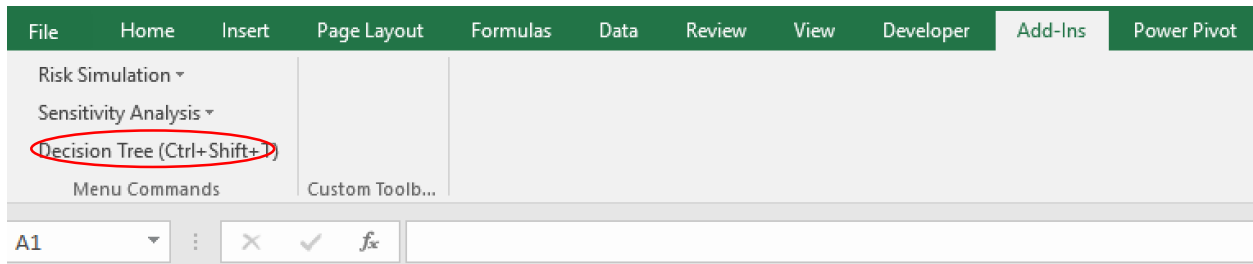 File Home Insert Page Layout Formulas Data Review View Developer Add-Ins Power Pivot
Risk Simulation
Sensitivity Analysis
Decision Tree (Ctrl+Shift+T)
Menu Commands Custom Toolb...
A1 fx